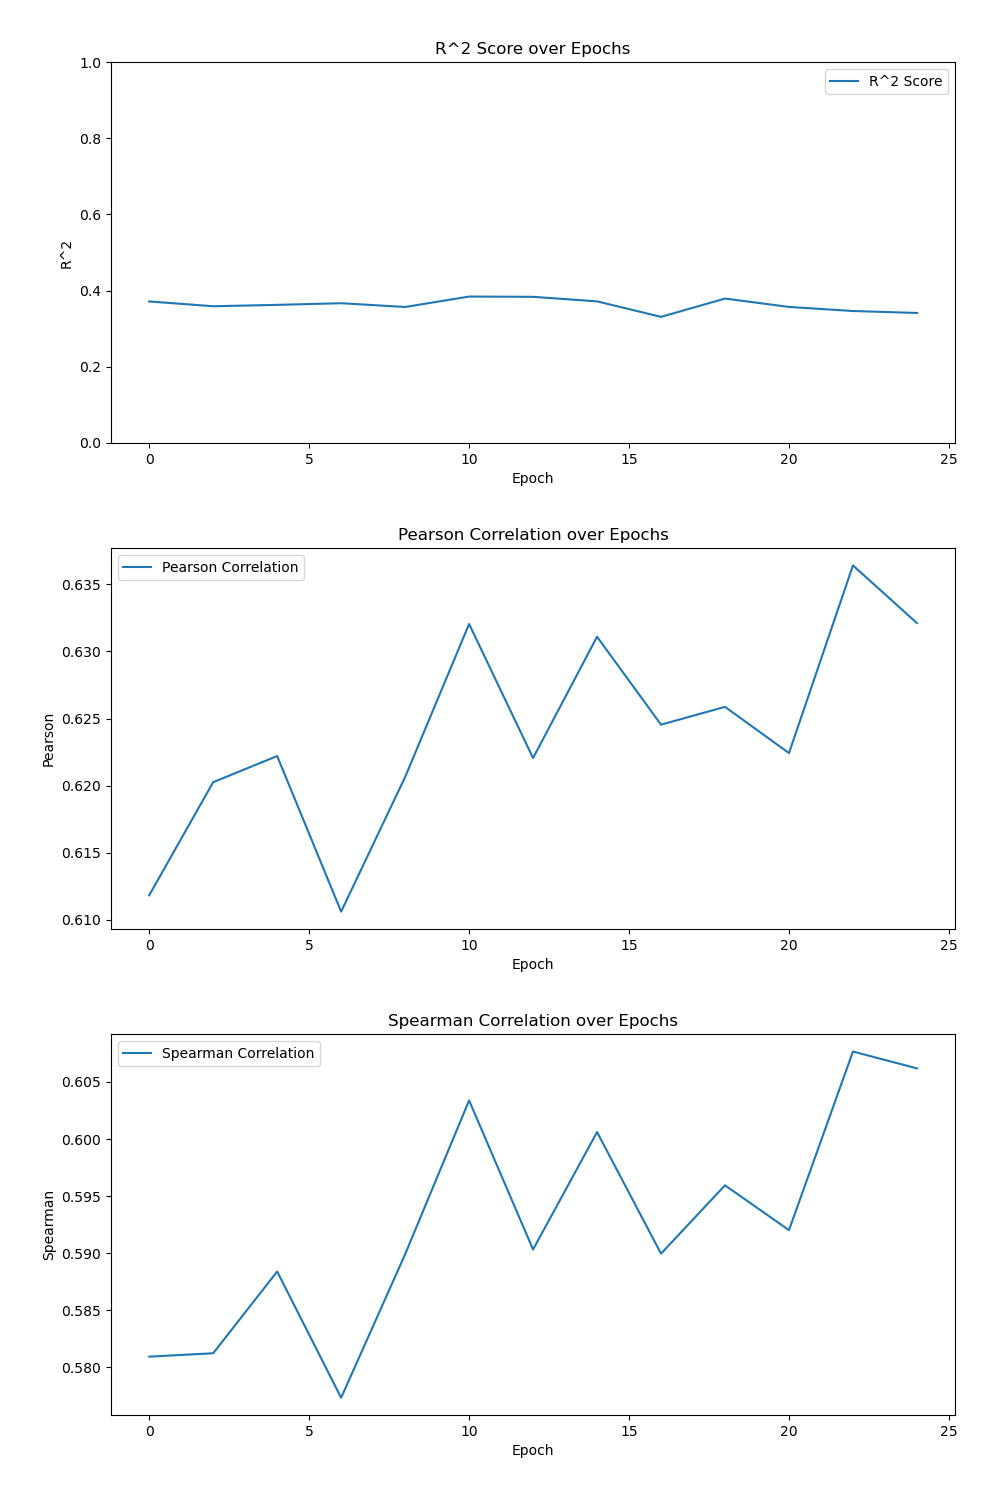 R^2 Score over Epochs
R^2 Score
1.0
0.8
0.6
0.4
0.2
0.0
R^2
0 5 10 15 20 25
Epoch
Pearson Correlation over Epochs
Pearson Correlation
0.635
0.630
0.625
0.620
0.615
0.610
Pearson
0 5 10 15 20 25
Epoch
Spearman Correlation over Epochs
Spearman Correlation
0.605
0.600
0.595
0.590
0.585
0.580
Spearman
0 5 10 15 20 25
Epoch